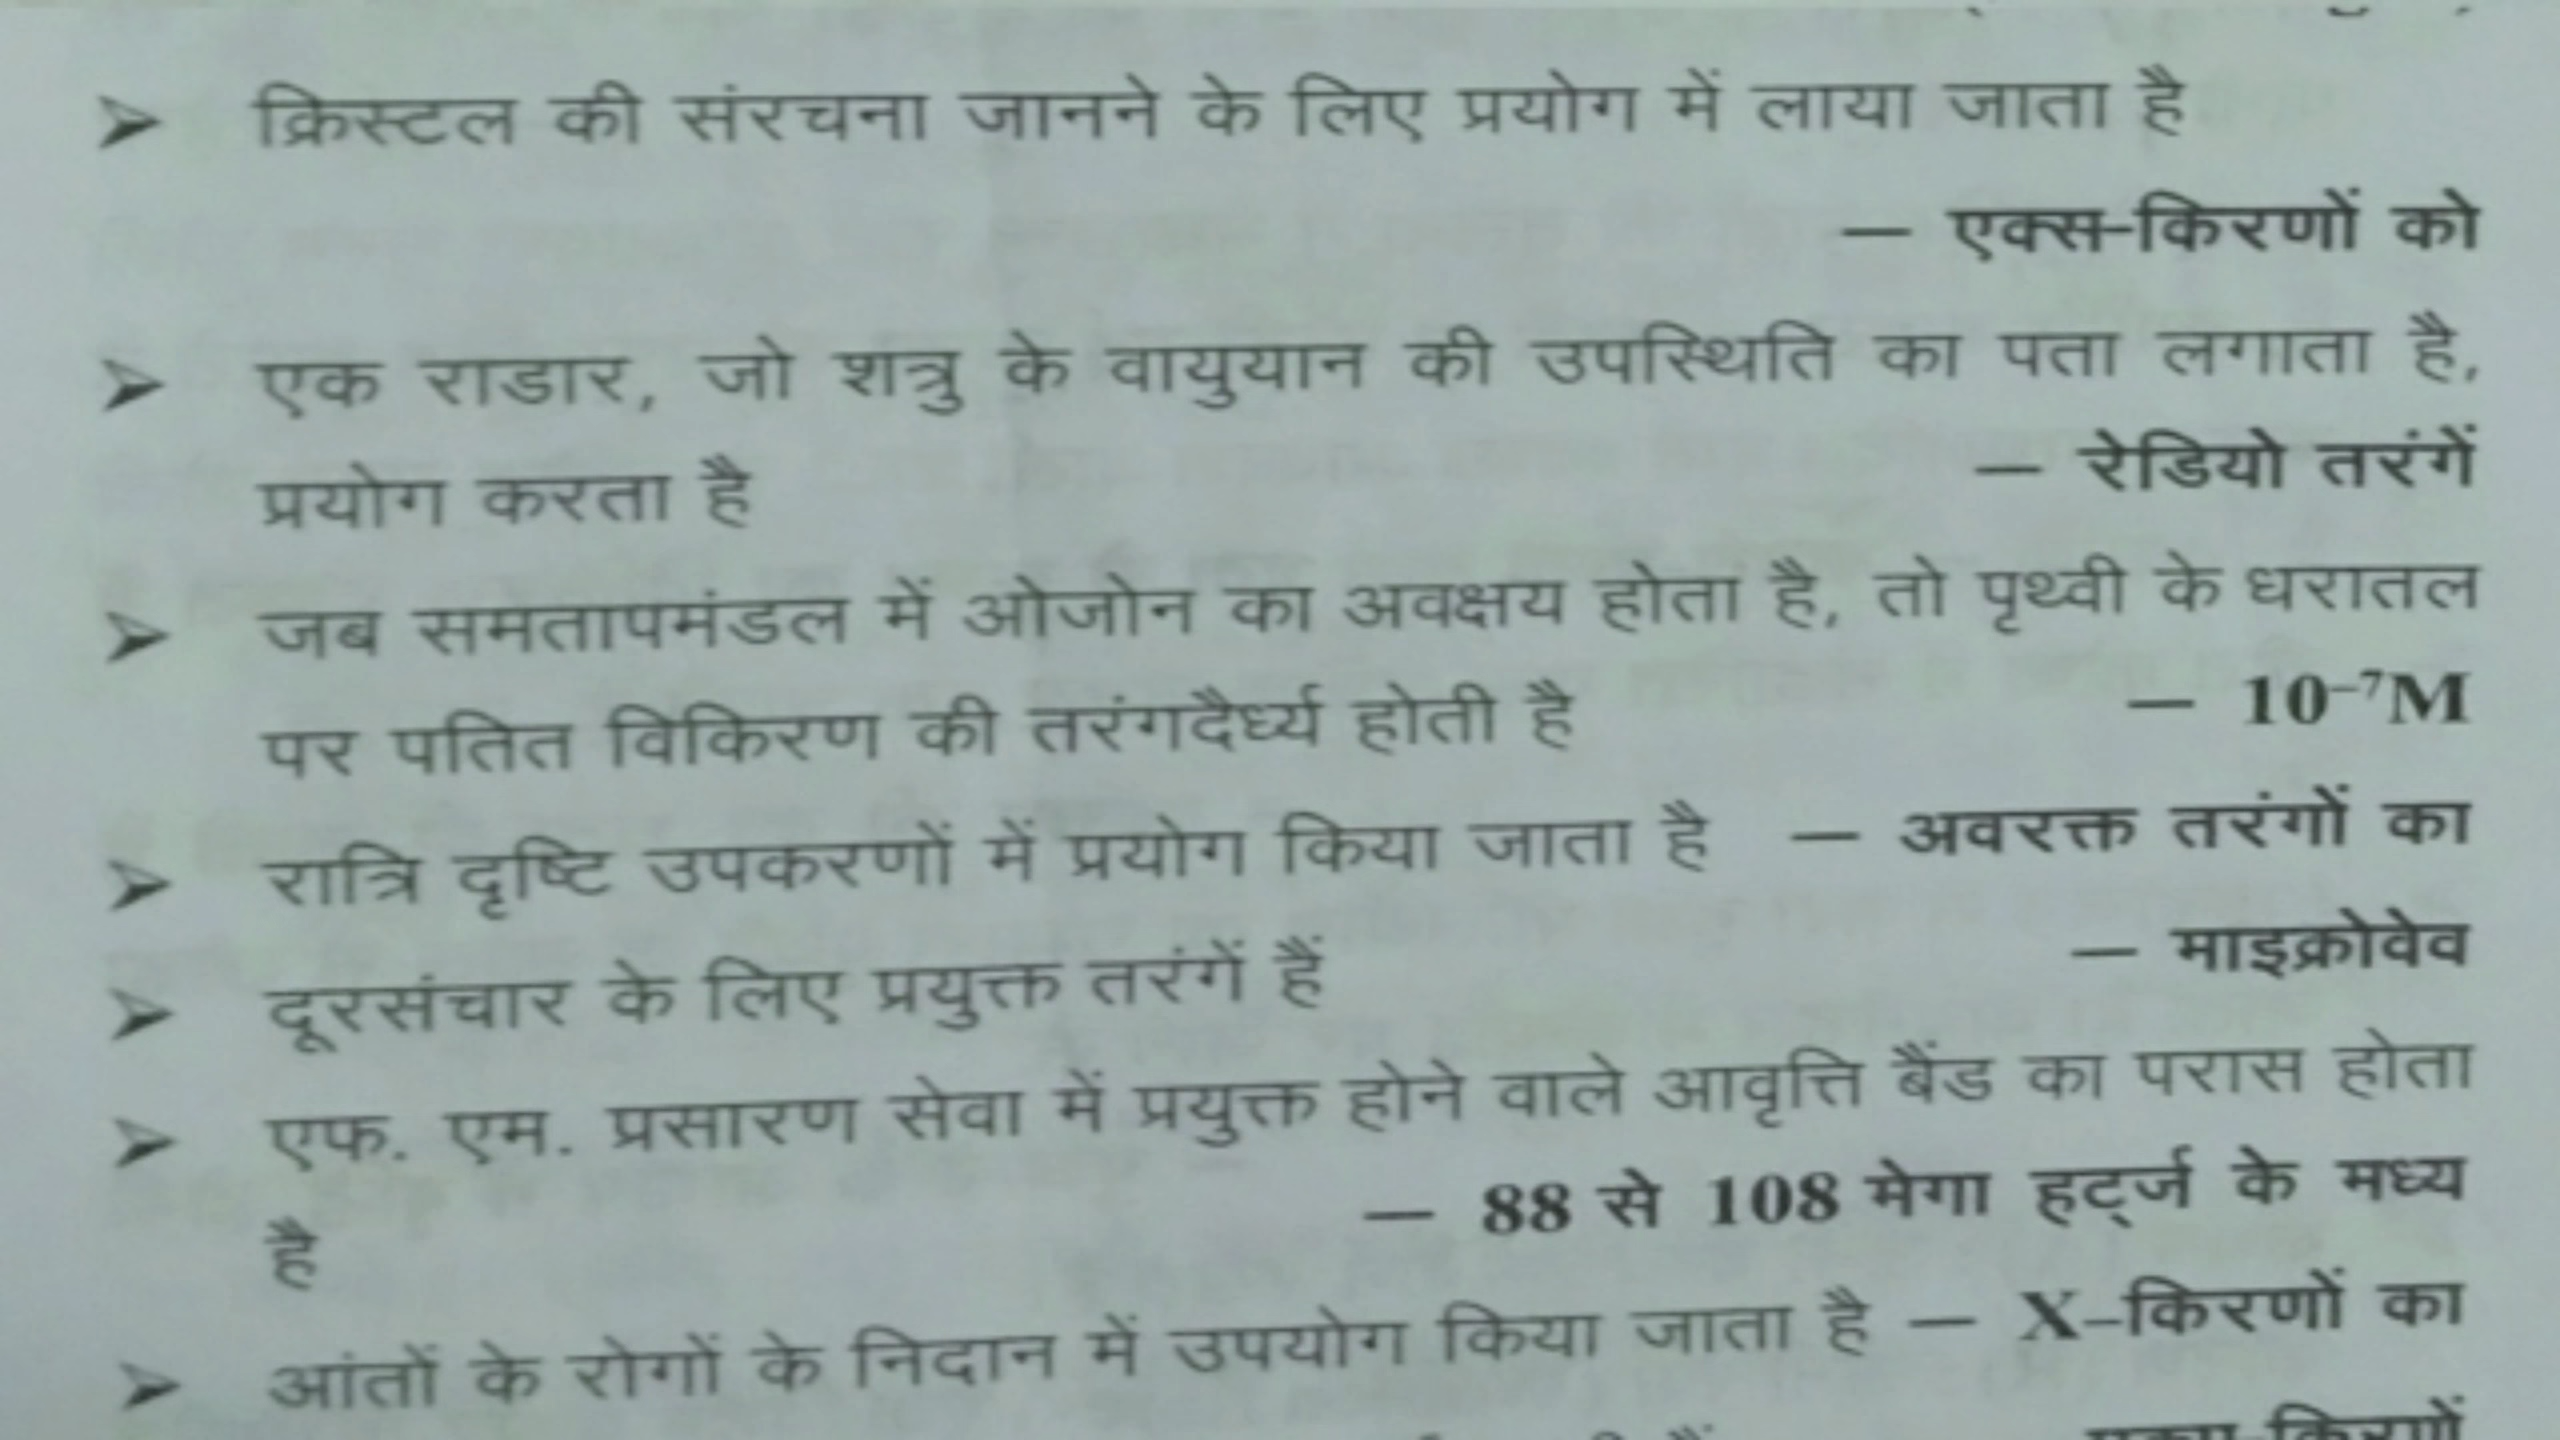 ➤ क्रिस्टल की संरचना जानने के लिए प्रयोग में लाया जाता है
— एक्स-किरणों को
➤ एक राडार, जो शत्रु के वायुयान की उपस्थिति का पता लगाता है,
प्रयोग करता है — रेडियो तरंगें
➤ जब समतापमंडल में ओजोन का अवक्षय होता है, तो पृथ्वी के धरातल
पर पतित विकिरण की तरंगदैर्ध्य होती है — 10⁻⁷M
➤ रात्रि दृष्टि उपकरणों में प्रयोग किया जाता है — अवरक्त तरंगों का
➤ दूरसंचार के लिए प्रयुक्त तरंगें हैं — माइक्रोवेव
➤ एफ. एम. प्रसारण सेवा में प्रयुक्त होने वाले आवृत्ति बैंड का परास होता
है — 88 से 108 मेगा हर्ट्ज के मध्य
➤ आंतों के रोगों के निदान में उपयोग किया जाता है — X-किरणों का